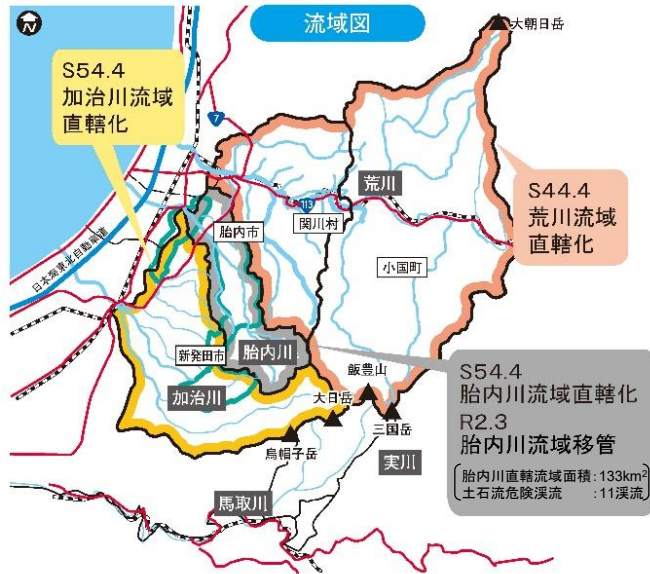 流域図
N
大朝日岳
S54.4
加治川流域
直轄化
7
荒川
S44.4
荒川流域
直轄化
113
胎内市
関川村
小国町
日本海東北自動車道
新発田市
胎内川
飯豊山
加治川
大日岳
三国岳
烏帽子岳
実川
馬取川
S54.4
胎内川流域直轄化
R2.3
胎内川流域移管
胎内川直轄流域面積:133km²
土石流危険渓流 :11渓流